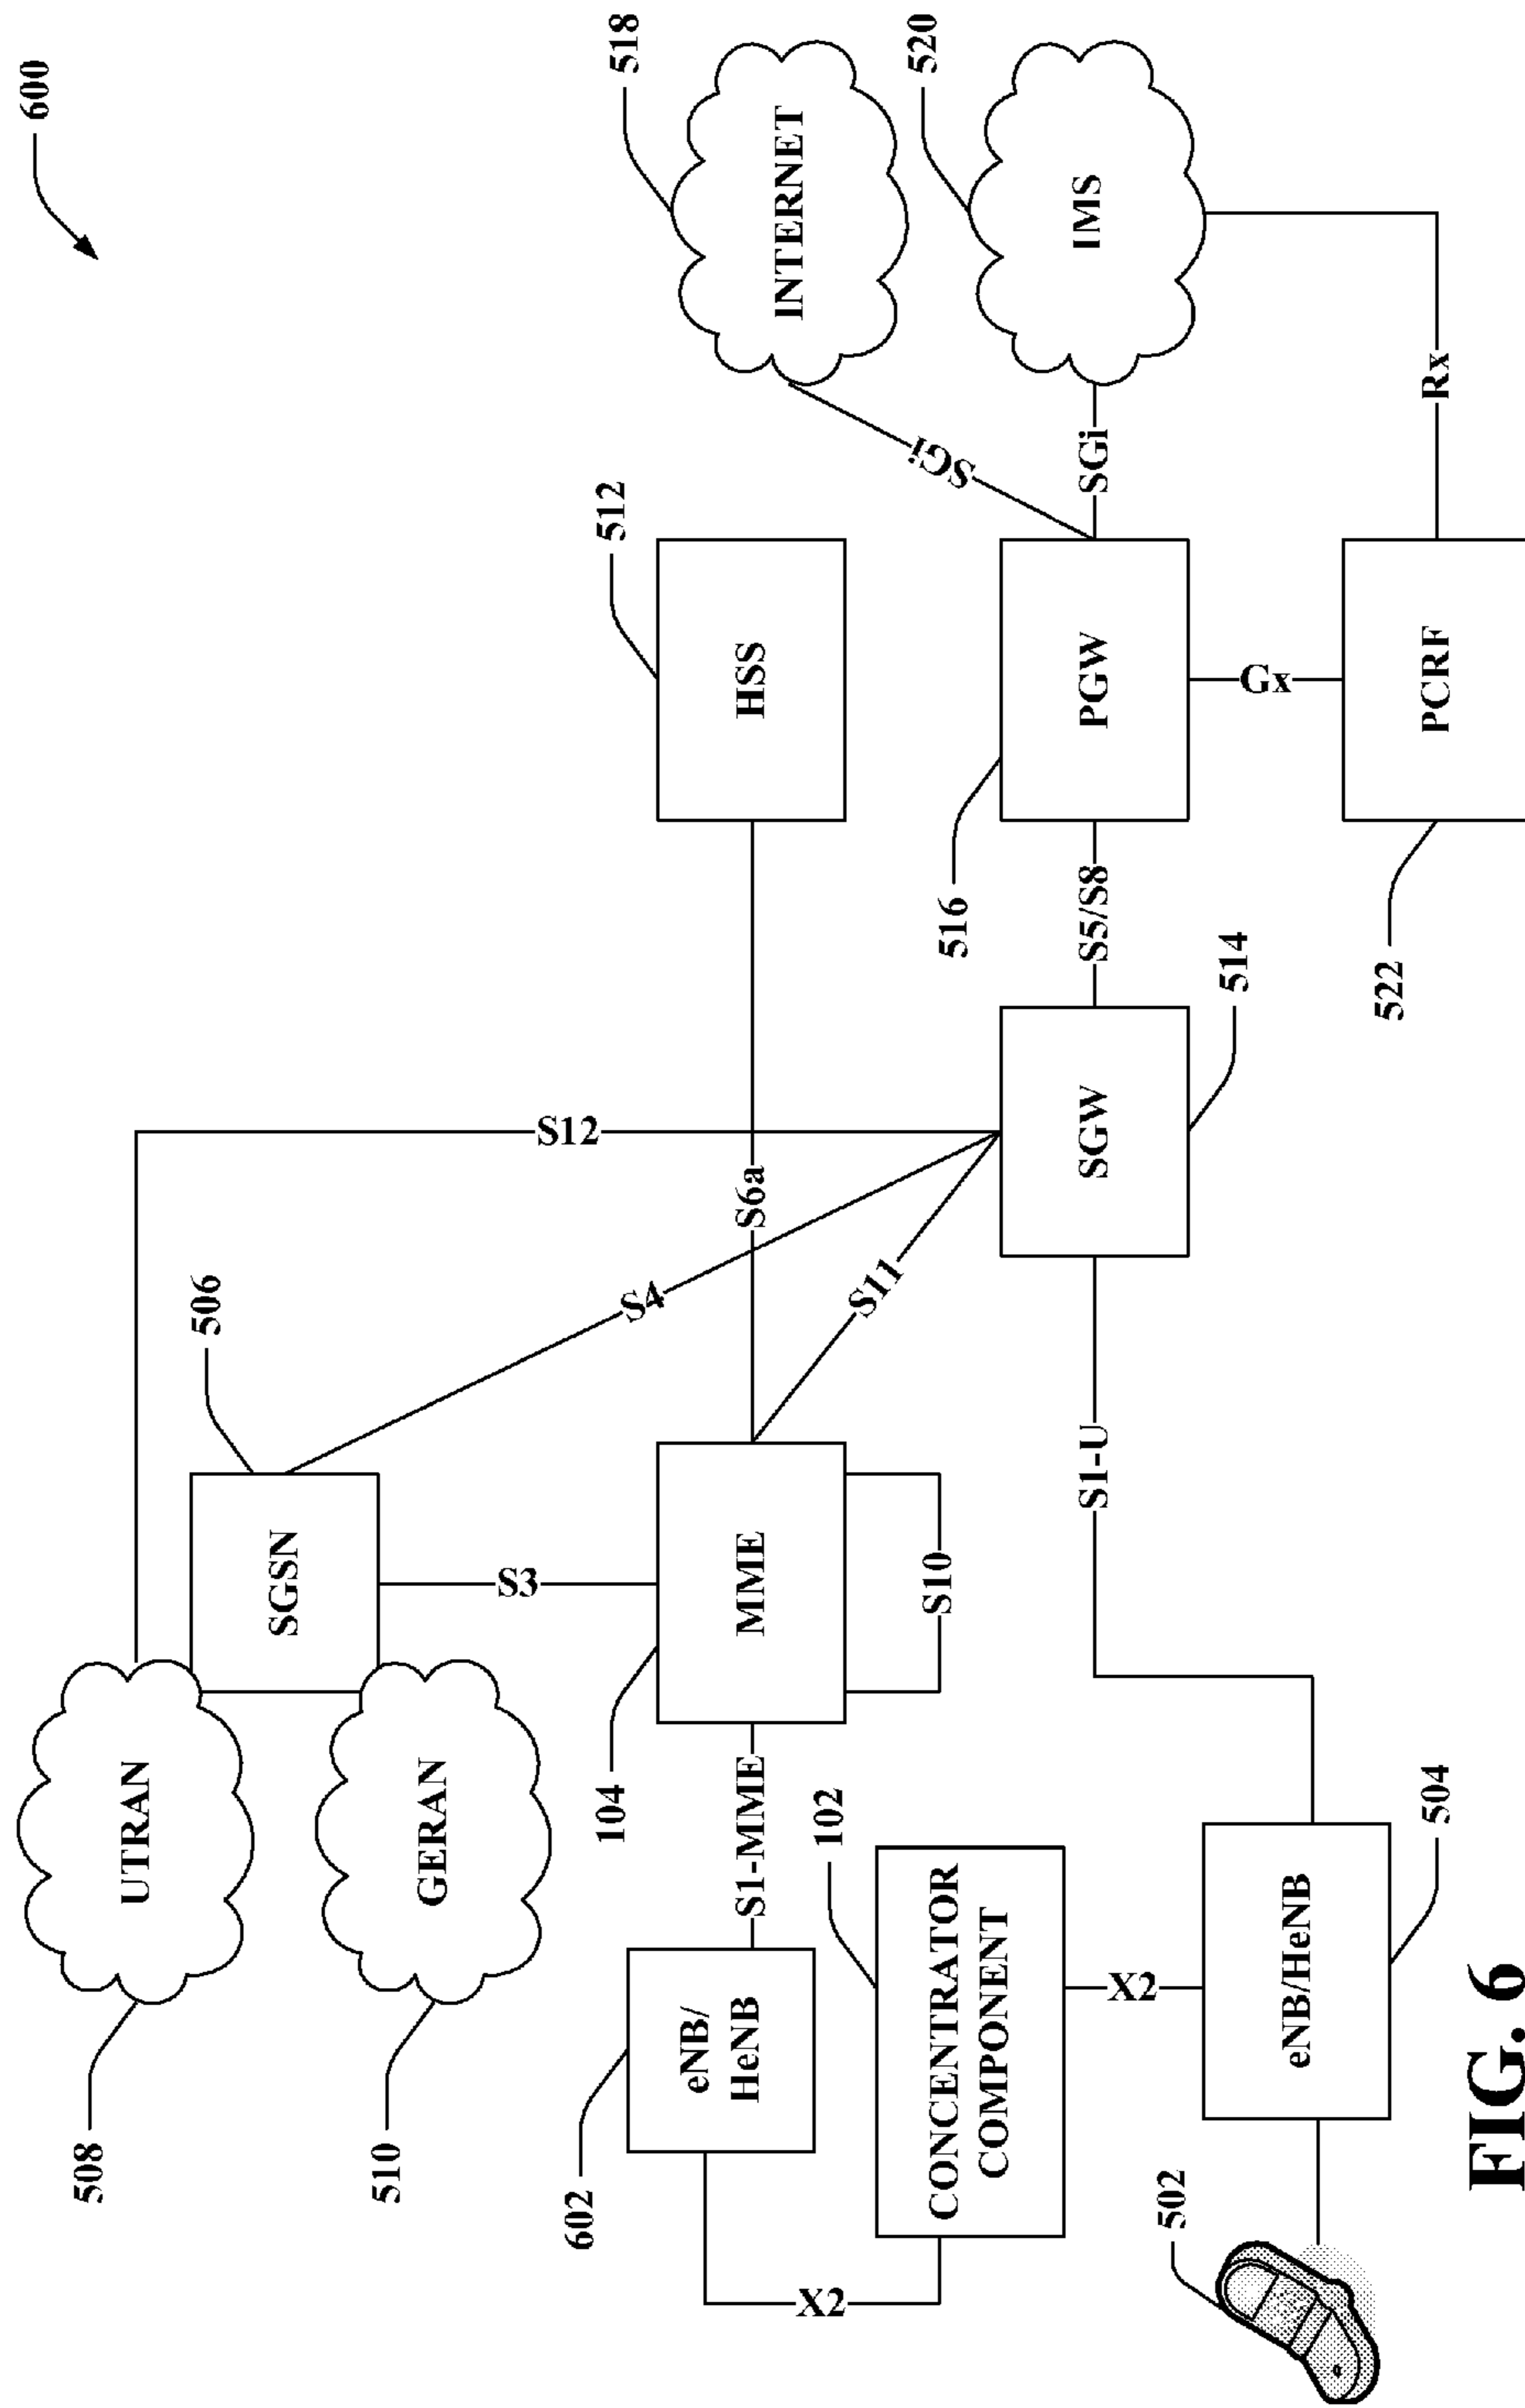 600
UTRAN
508
GERAN
510
SGSN
506
S12
S4
S3
S6a
S11
HSS
512
INTERNET
518
IMS
520
SGi
SGi
MME
104
S10
S1-MME
eNB/
HeNB
602
X2
CONCENTRATOR
COMPONENT
102
X2
eNB/HeNB
504
502
S1-U
SGW
514
S5/S8
PGW
516
Gx
PCRF
522
Rx
FIG. 6